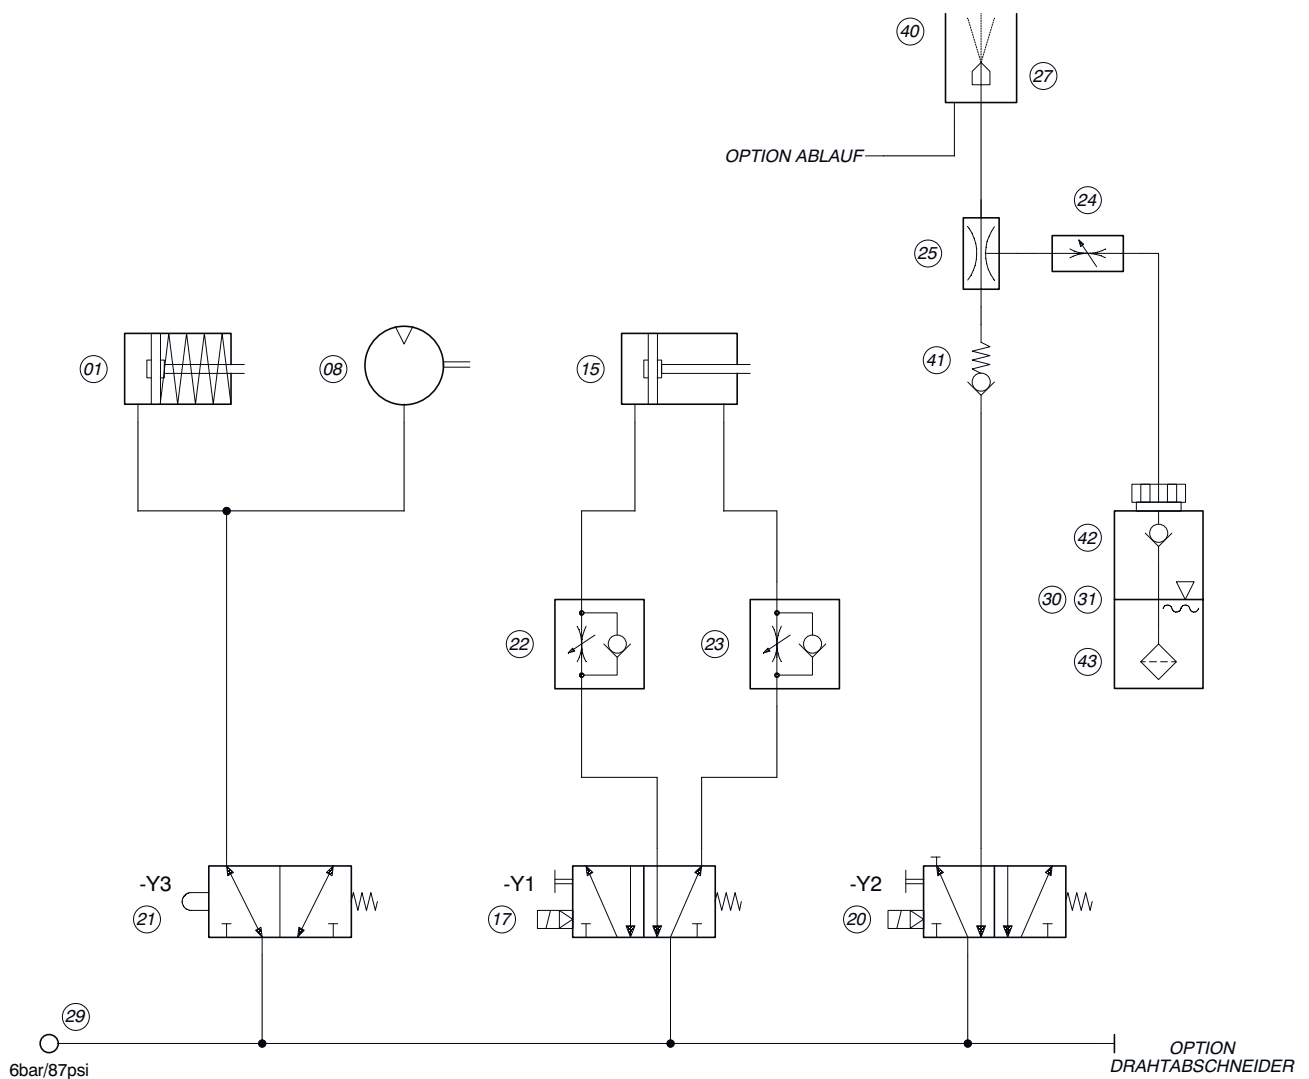 40
27
OPTION ABLAUF
24
25
01
08
15
41
42
30 31
22
23
43
-Y3
-Y1
-Y2
21
17
20
29
6bar/87psi
OPTION
DRAHTABSCHNEIDER